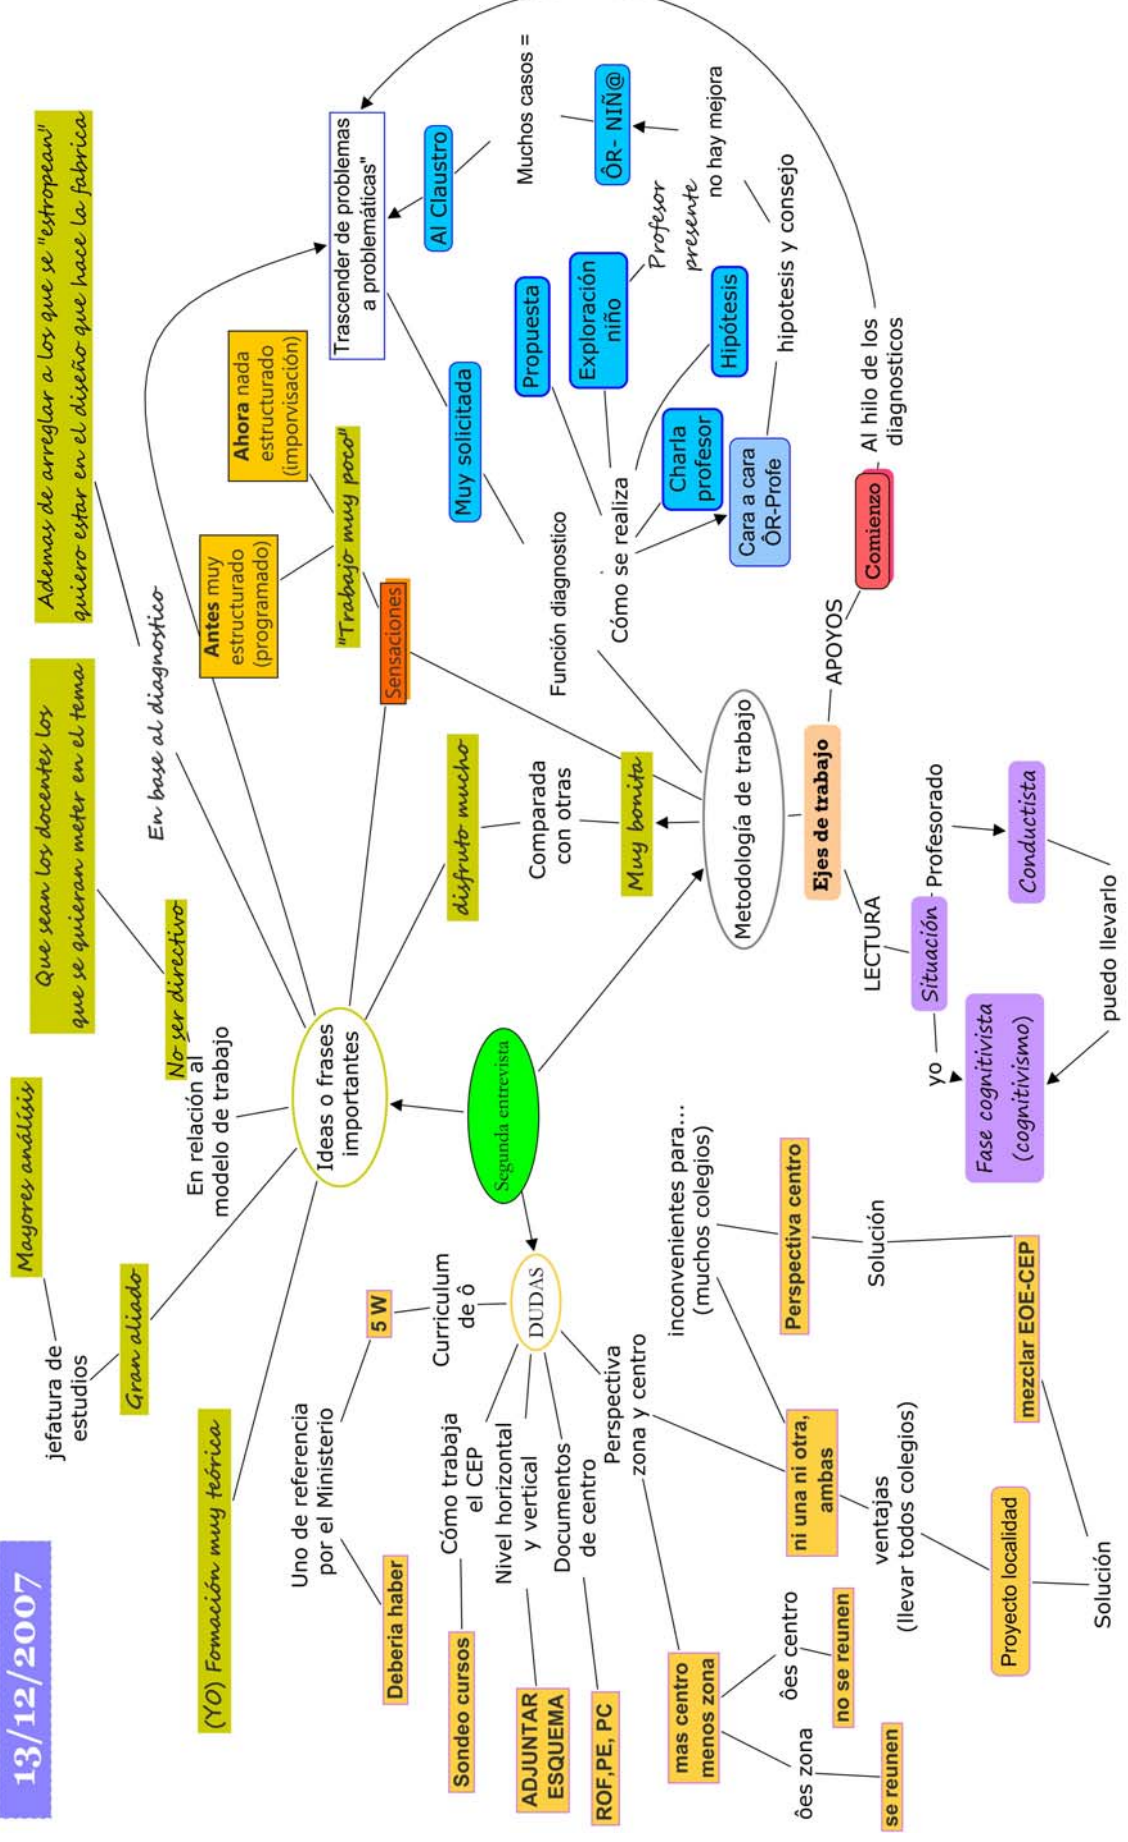 13/12/2007
(YO) Fomación muy teórica
jefatura de
estudios
Mayores análisis
Gran aliado
En relación al
modelo de trabajo
No ser directivo
Que sean los docentes los
que se quieran meter en el tema
En base al diagnostico
Ademas de arreglar a los que se "estropean"
quiero estar en el diseño que hace la fabrica
Ideas o frases
importantes
disfruto mucho
Comparada
con otras
Muy bonita
Antes muy
estructurado
(programado)
Ahora nada
estructurado
(imporvisación)
"Trabajo muy poco"
Sensaciones
Trascender de problemas
a problemáticas"
Al Claustro
Muchos casos =
ÔR- NIÑ@
no hay mejora
hipotesis y consejo
Muy solicitada
Función diagnostico
Cómo se realiza
Propuesta
Exploración
niño
Profesor
presente
Hipótesis
Charla
profesor
Cara a cara
ÔR-Profe
Segunda entrevista
Metodología de trabajo
Ejes de trabajo
APOYOS
Comienzo
Al hilo de los
diagnosticos
LECTURA
Situación
Profesorado
Conductista
yo
Fase cognitivista
(cognitivismo)
puedo llevarlo
DUDAS
Curriculum
de ô
5 W
Uno de referencia
por el Ministerio
Deberia haber
Cómo trabaja
el CEP
Sondeo cursos
Nivel horizontal
y vertical
ADJUNTAR
ESQUEMA
Documentos
de centro
ROF,PE, PC
Perspectiva
zona y centro
mas centro
menos zona
ôes zona
se reunen
ôes centro
no se reunen
ni una ni otra,
ambas
inconvenientes para...
(muchos colegios)
Perspectiva centro
Solución
mezclar EOE-CEP
ventajas
(llevar todos colegios)
Proyecto localidad
Solución